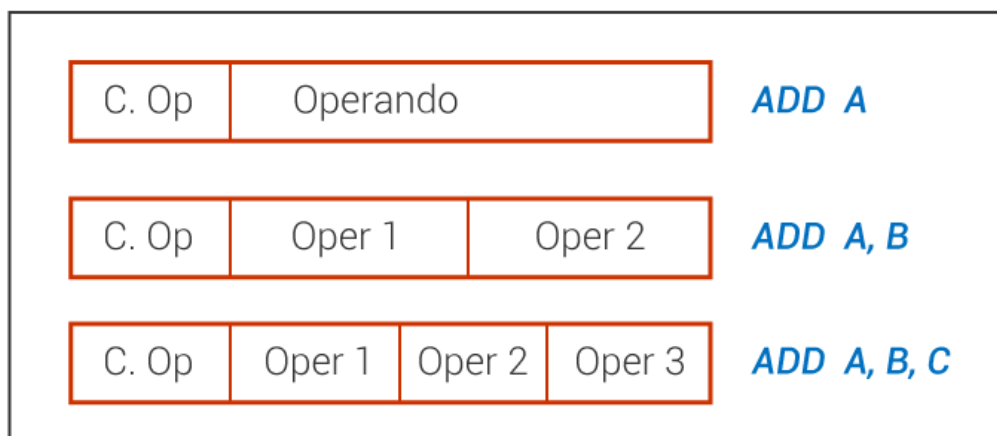 C. Op Operando ADD A
C. Op Oper 1 Oper 2 ADD A, B
C. Op Oper 1 Oper 2 Oper 3 ADD A, B, C